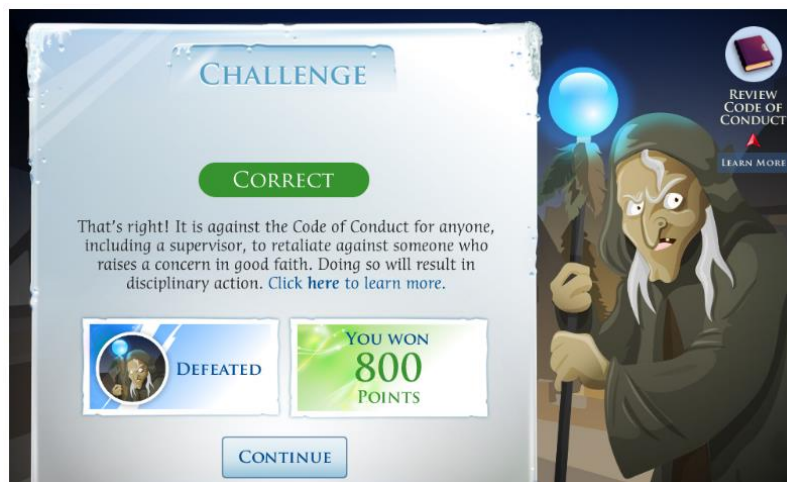 CHALLENGE
CORRECT
That's right! It is against the Code of Conduct for anyone,
including a supervisor, to retaliate against someone who
raises a concern in good faith. Doing so will result in
disciplinary action. Click here to learn more.
DEFEATED
YOU WON
800
POINTS
CONTINUE
REVIEW
CODE OF
CONDUCT
LEARN MORE